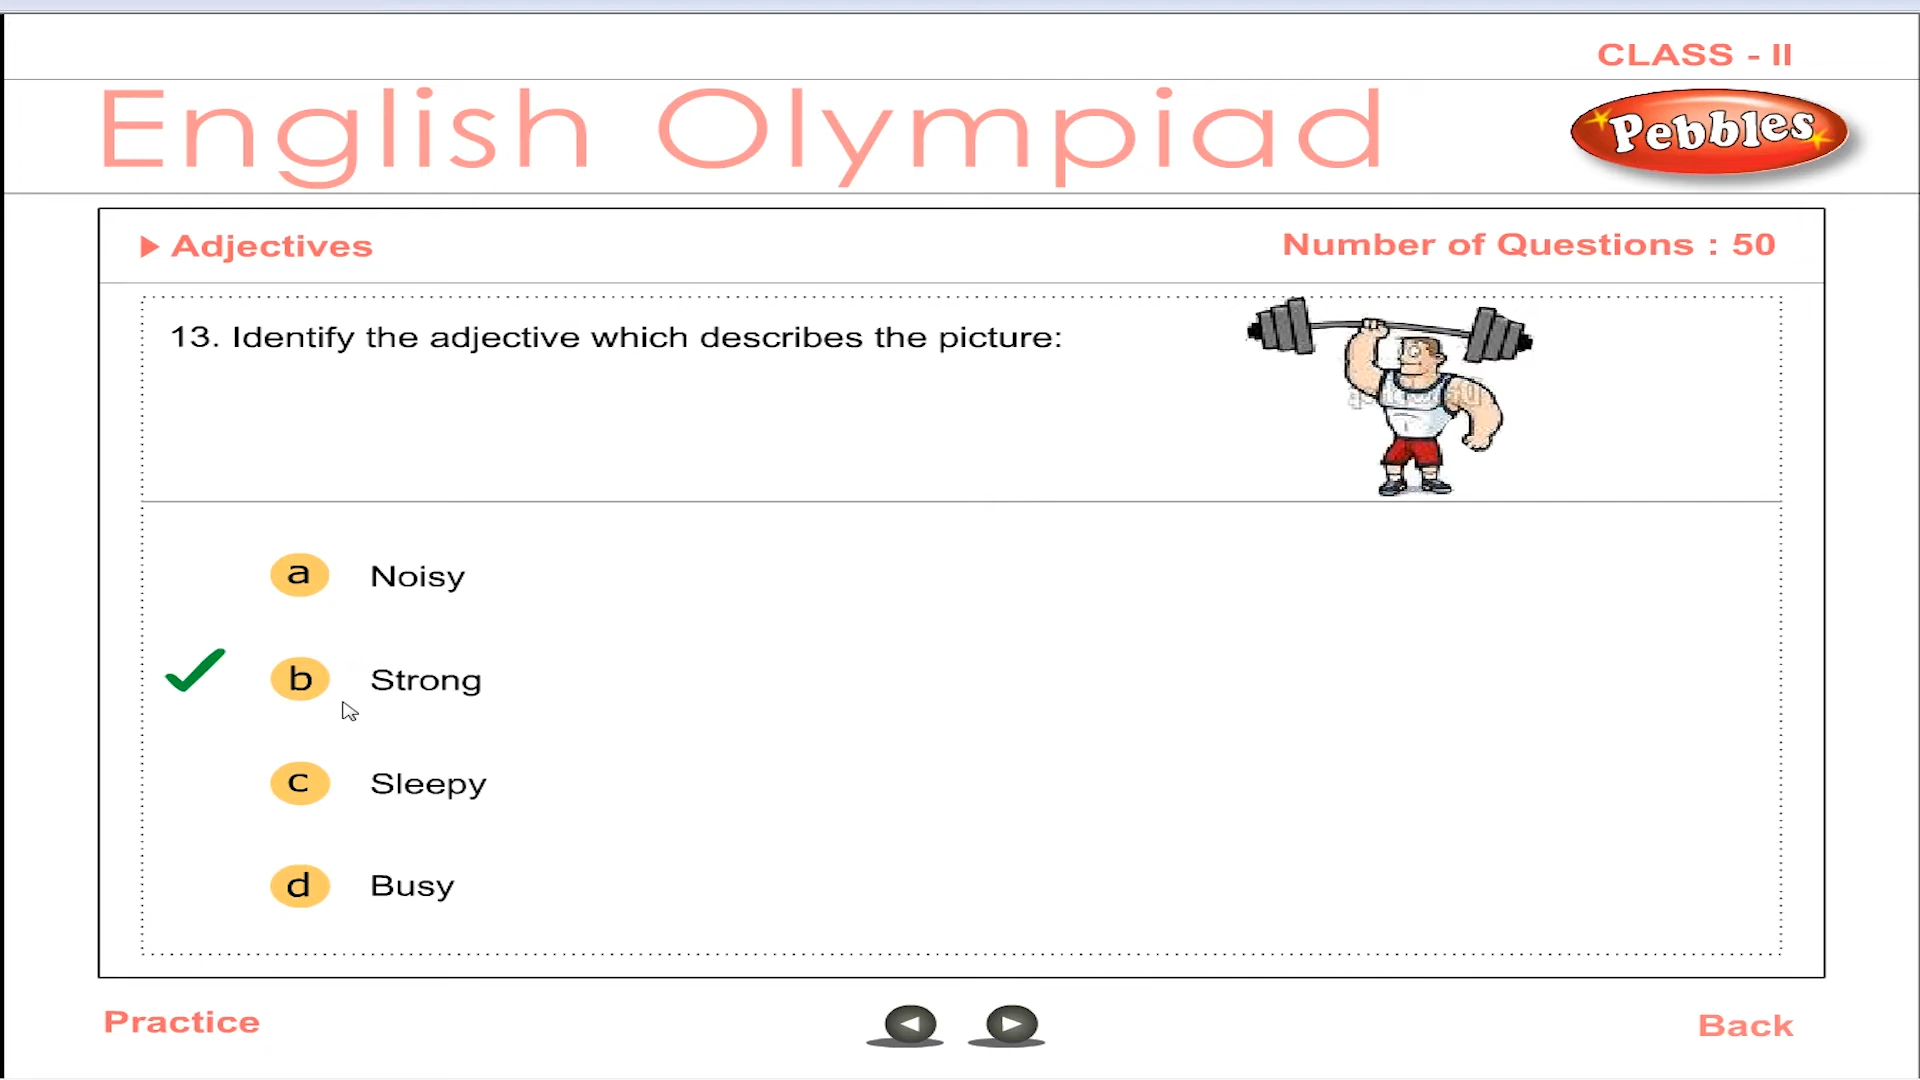 CLASS - II
English Olympiad
Pebbles
Adjectives
Number of Questions : 50
13. Identify the adjective which describes the picture:
a Noisy
b Strong
c Sleepy
d Busy
Practice
Back